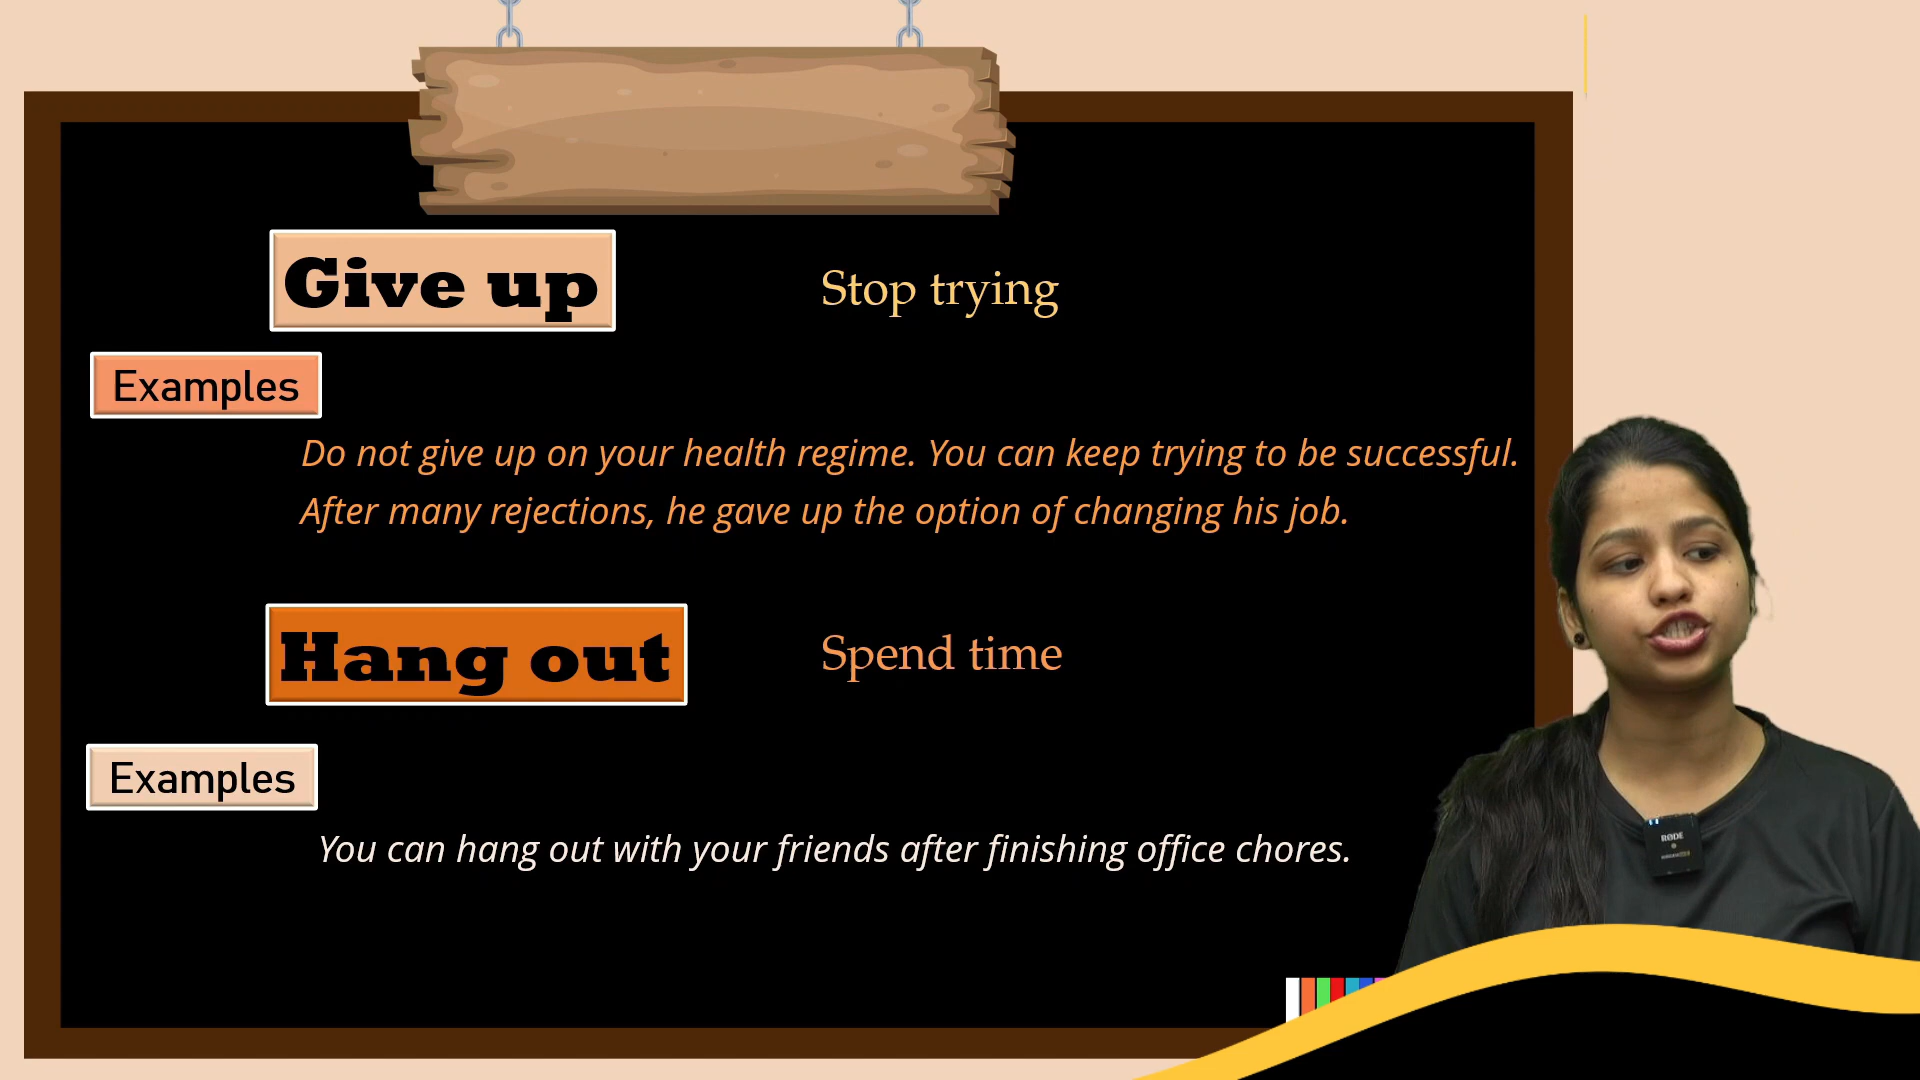 Give up
Stop trying
Examples
Do not give up on your health regime. You can keep trying to be successful.
After many rejections, he gave up the option of changing his job.
Hang out
Spend time
Examples
You can hang out with your friends after finishing office chores.
RØDE